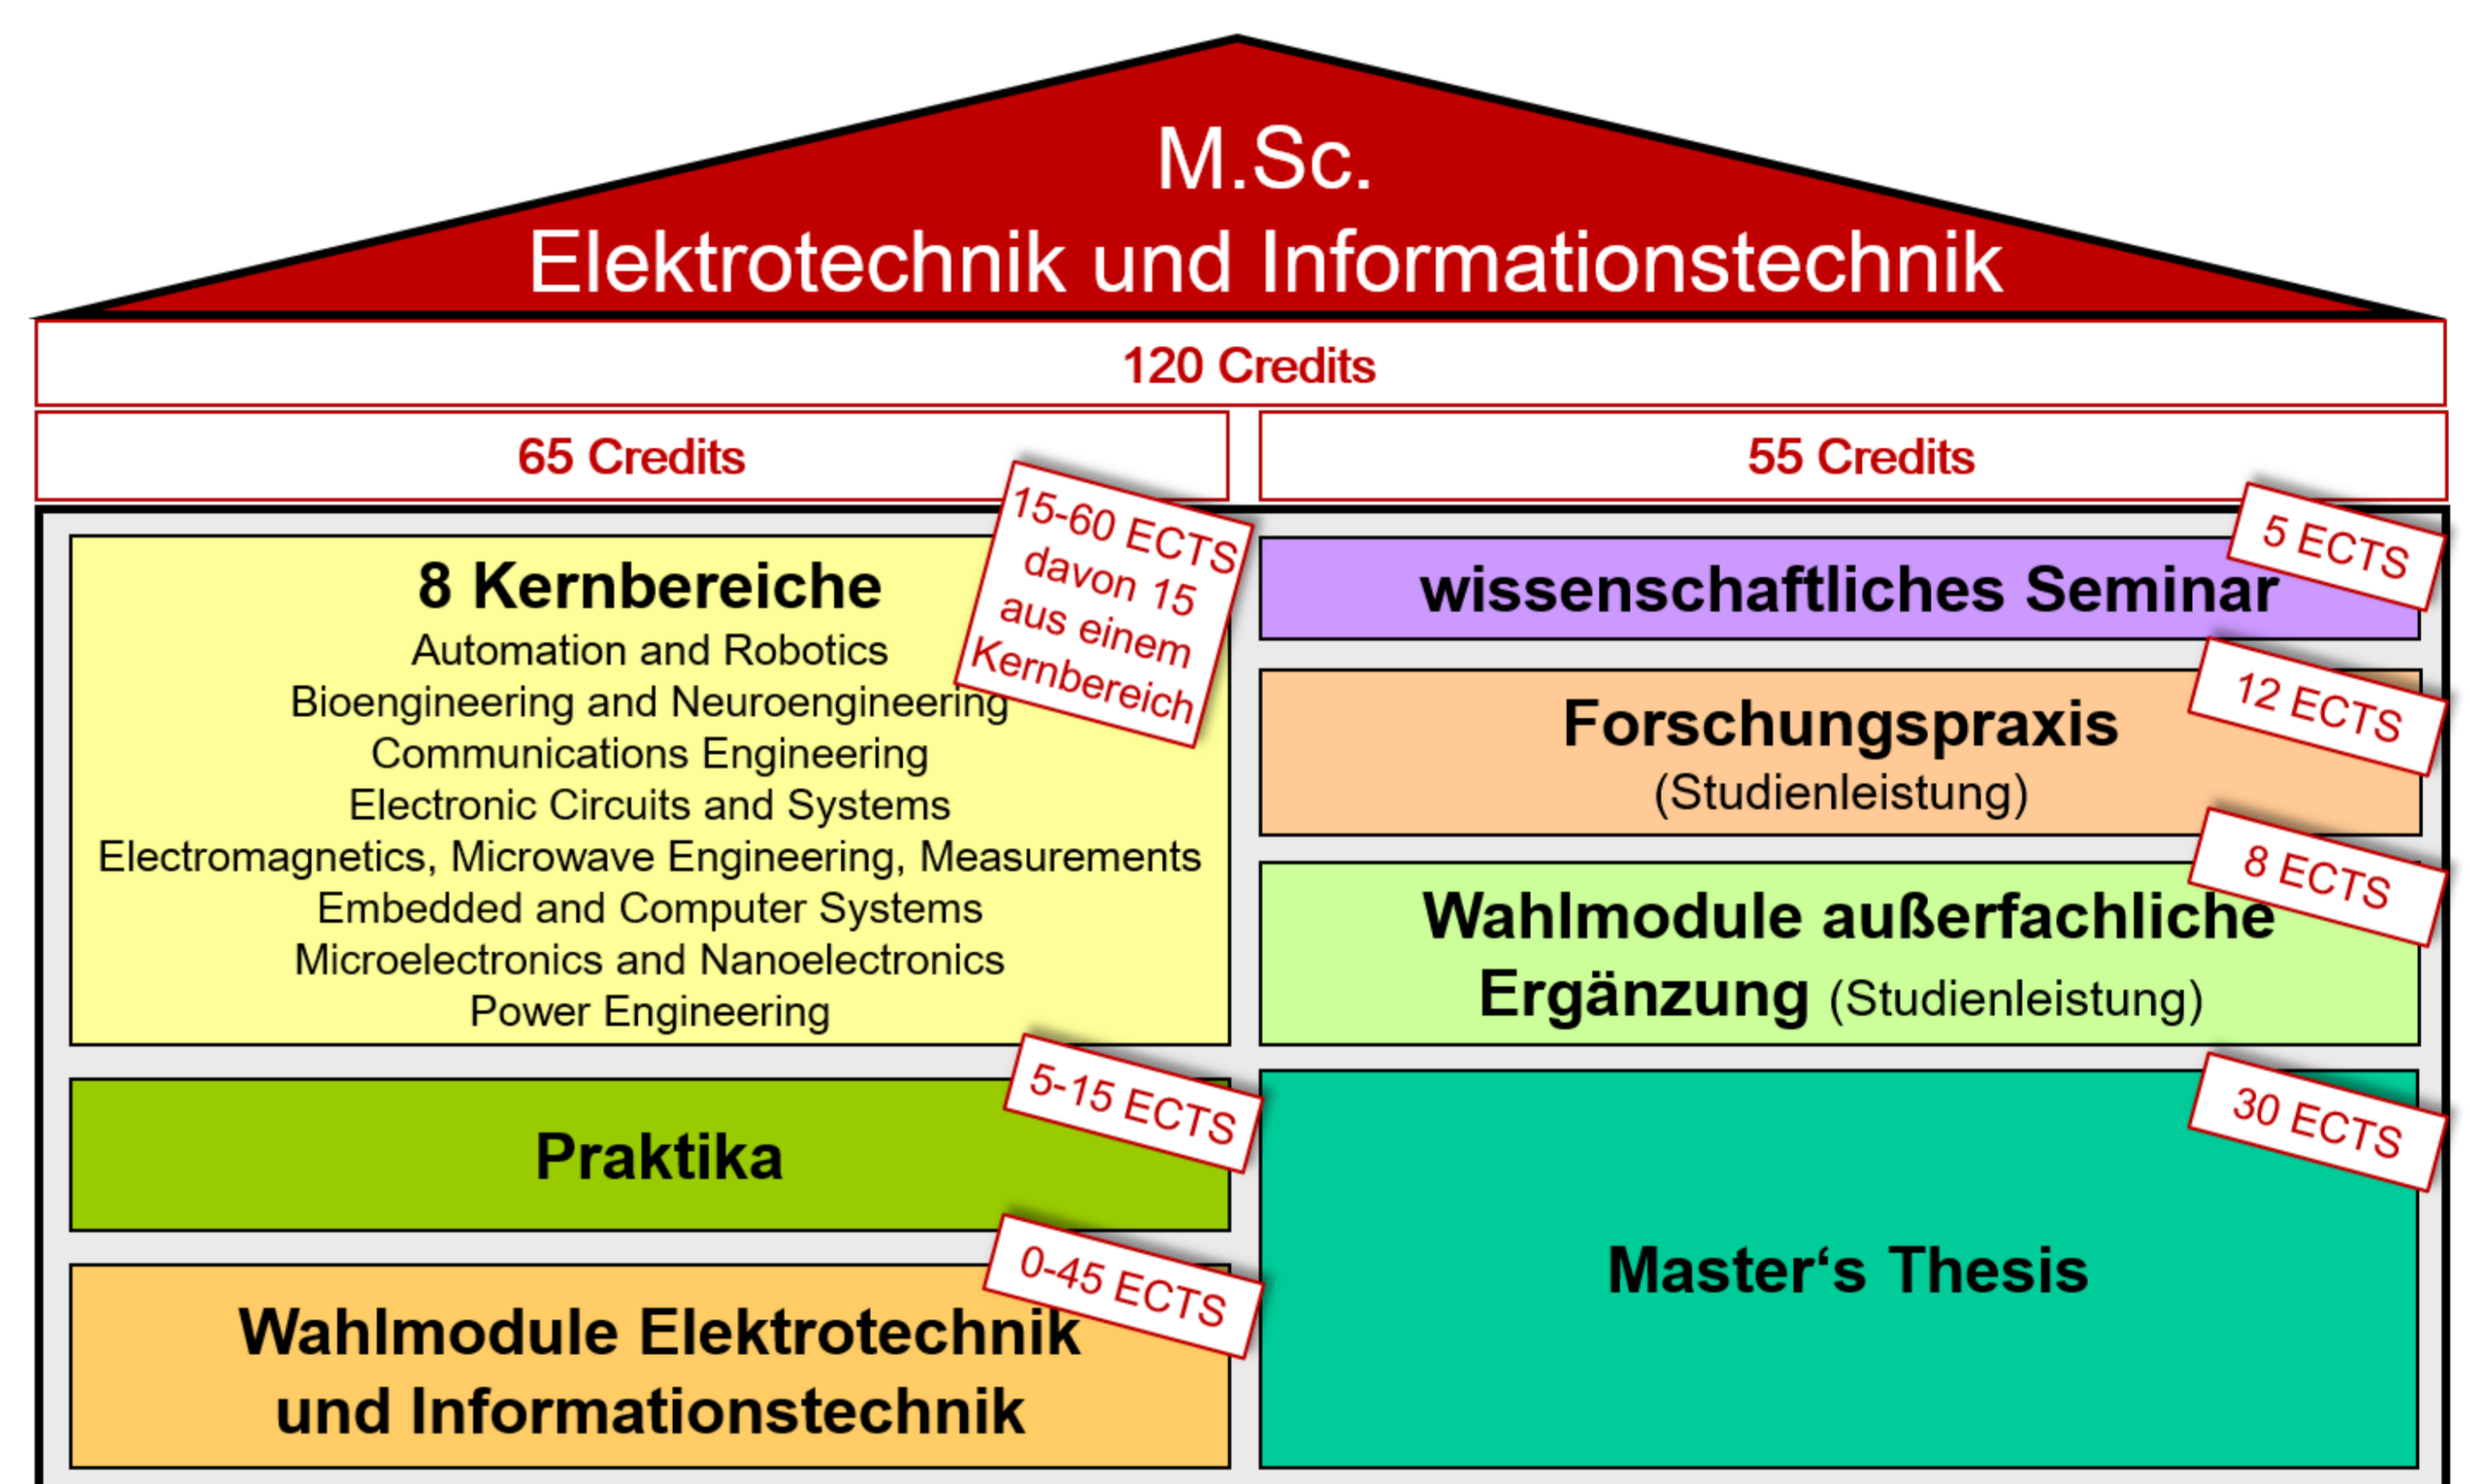 M.Sc.
Elektrotechnik und Informationstechnik
120 Credits
65 Credits
55 Credits
15-60 ECTS
davon 15
aus einem
Kernbereich
8 Kernbereiche
Automation and Robotics
Bioengineering and Neuroengineering
Communications Engineering
Electronic Circuits and Systems
Electromagnetics, Microwave Engineering, Measurements
Embedded and Computer Systems
Microelectronics and Nanoelectronics
Power Engineering
5-15 ECTS
Praktika
0-45 ECTS
Wahlmodule Elektrotechnik
und Informationstechnik
5 ECTS
wissenschaftliches Seminar
12 ECTS
Forschungspraxis
(Studienleistung)
8 ECTS
Wahlmodule außerfachliche
Ergänzung (Studienleistung)
30 ECTS
Master‘s Thesis